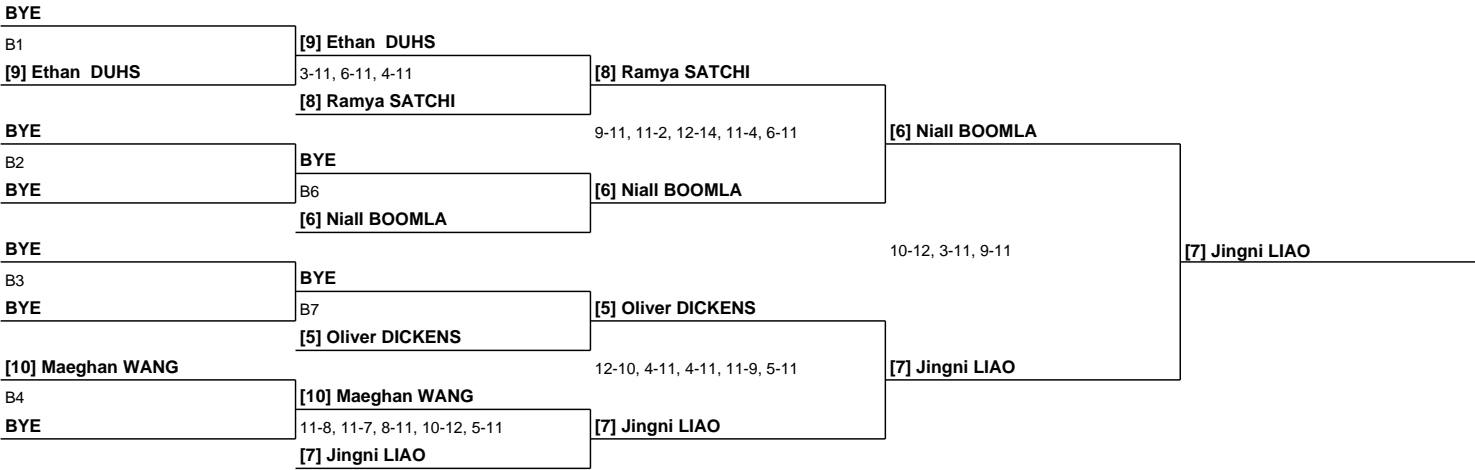 BYE
B1
[9] Ethan DUHS
[9] Ethan DUHS
3-11, 6-11, 4-11
[8] Ramya SATCHI
[8] Ramya SATCHI
BYE
B2
BYE
BYE
B6
[6] Niall BOOMLA
9-11, 11-2, 12-14, 11-4, 6-11
[6] Niall BOOMLA
[6] Niall BOOMLA
BYE
B3
BYE
BYE
B7
[5] Oliver DICKENS
[5] Oliver DICKENS
[10] Maeghan WANG
B4
BYE
[10] Maeghan WANG
11-8, 11-7, 8-11, 10-12, 5-11
[7] Jingni LIAO
12-10, 4-11, 4-11, 11-9, 5-11
[7] Jingni LIAO
[7] Jingni LIAO
10-12, 3-11, 9-11
[7] Jingni LIAO